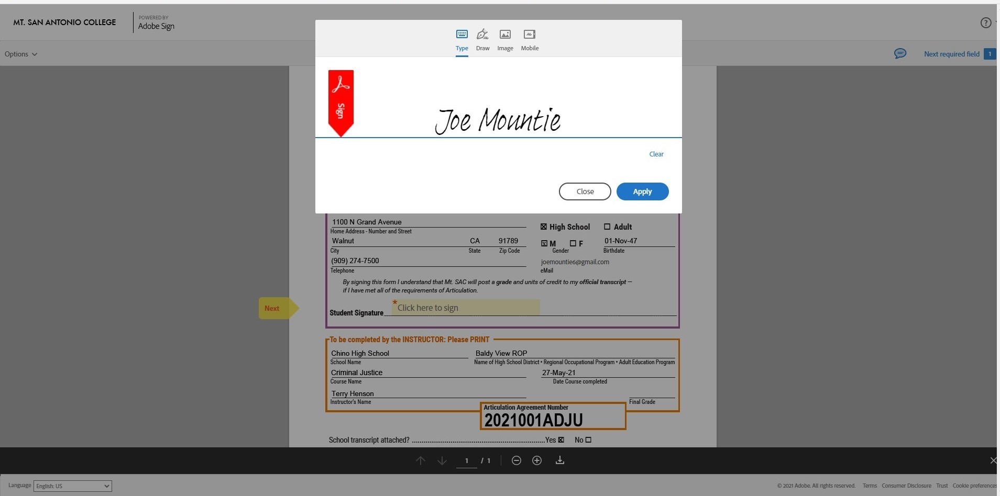 MT. SAN ANTONIO COLLEGE
POWERED BY
Adobe Sign
Options
Next required field 1
Type Draw Image Mobile
Sign
Joe Mountie
Clear
Close Apply
1100 N Grand Avenue
Home Address - Number and Street
High School Adult
Walnut CA 91789
City State Zip Code
M F 01-Nov-47
Gender Birthdate
(909) 274-7500
Telephone
joemountie6@gmail.com
eMail
By signing this form I understand that Mt. SAC will post a grade and units of credit to my official transcript —
if I have met all of the requirements of Articulation.
Next
Student Signature * Click here to sign
To be completed by the INSTRUCTOR: Please PRINT
Chino High School Baldy View ROP
School Name Name of High School District • Regional Occupational Program • Adult Education Program
Criminal Justice 27-May-21
Course Name Date Course completed
Terry Henson
Instructor's Name Final Grade
Articulation Agreement Number
2021001ADJU
School transcript attached? ................................................................ Yes No
1 / 1
Language English: US
© 2021 Adobe. All rights reserved. Terms Consumer Disclosure Trust Cookie preferences